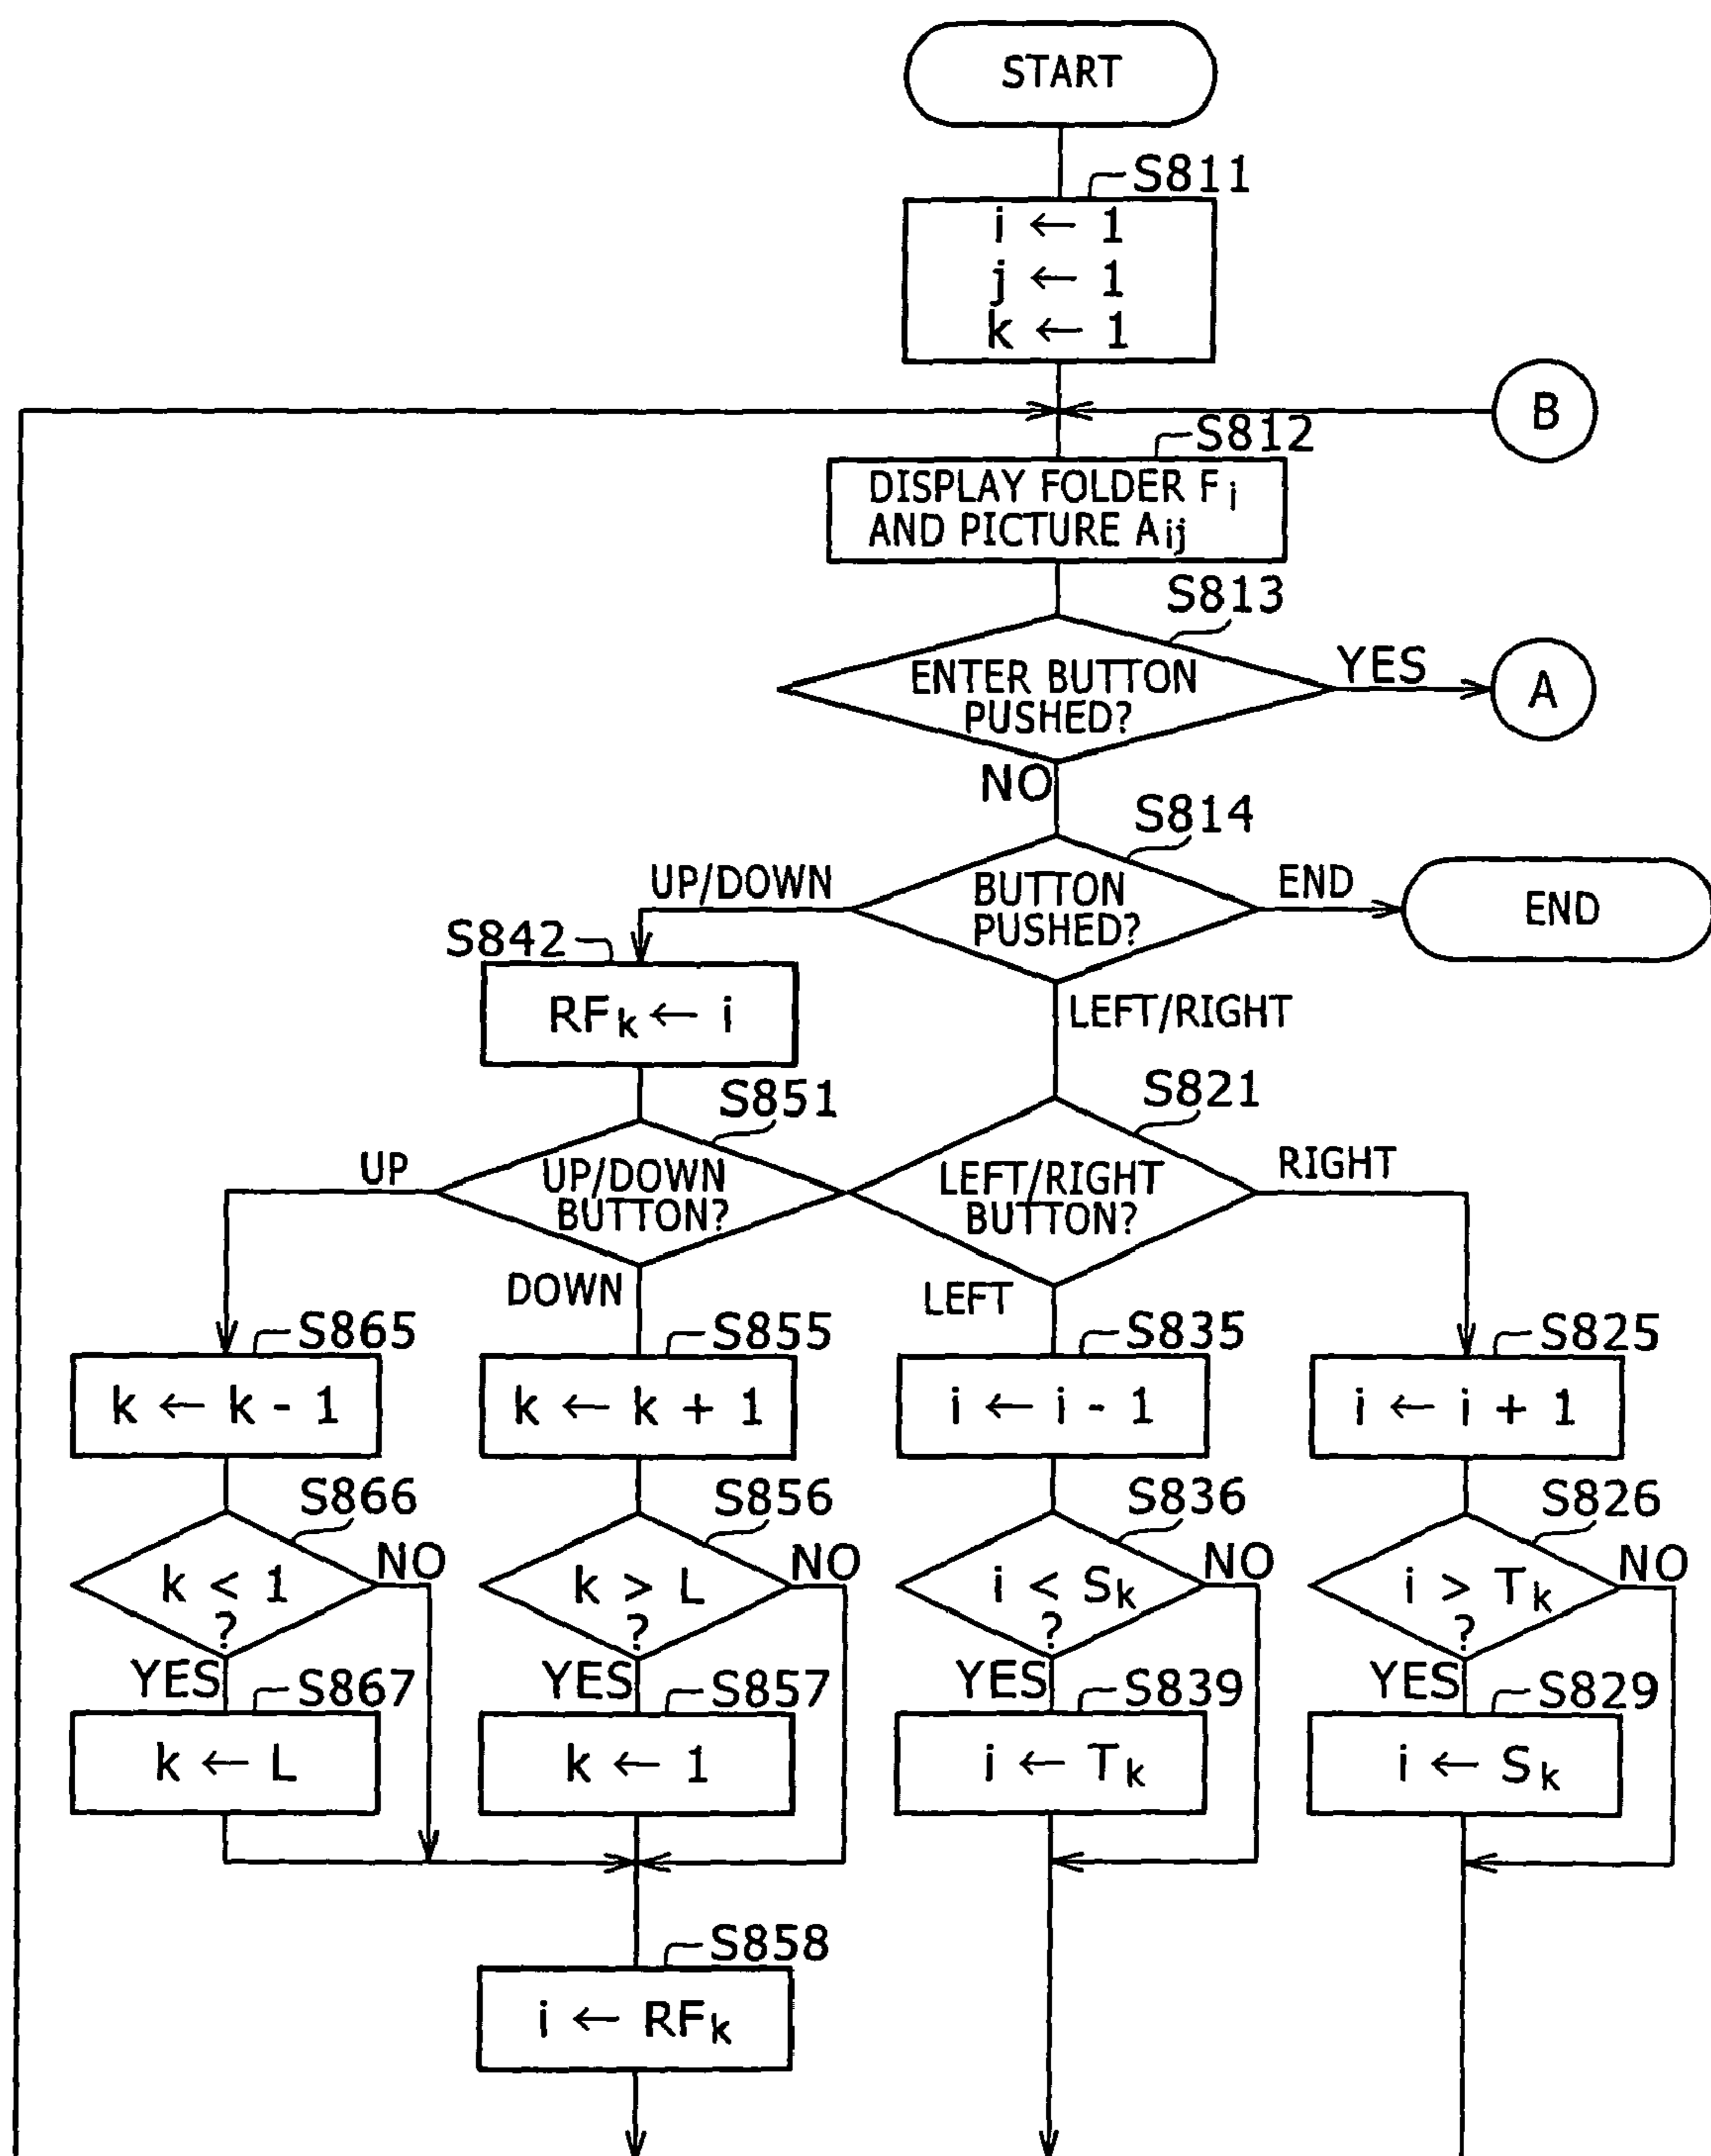 START
S811
i ← 1
j ← 1
k ← 1
B
S812
DISPLAY FOLDER Fi
AND PICTURE Aij
S813
ENTER BUTTON
PUSHED?
YES
A
NO
S814
UP/DOWN
BUTTON
PUSHED?
END
END
S842
RFk ← i
LEFT/RIGHT
S851
S821
UP
UP/DOWN
BUTTON?
LEFT/RIGHT
BUTTON?
RIGHT
DOWN
LEFT
S865
S855
S835
S825
k ← k - 1
k ← k + 1
i ← i - 1
i ← i + 1
S866
S856
S836
S826
k < 1
?
NO
k > L
?
NO
i < Sk
?
NO
i > Tk
?
NO
YES
S867
YES
S857
YES
S839
YES
S829
k ← L
k ← 1
i ← Tk
i ← Sk
S858
i ← RFk